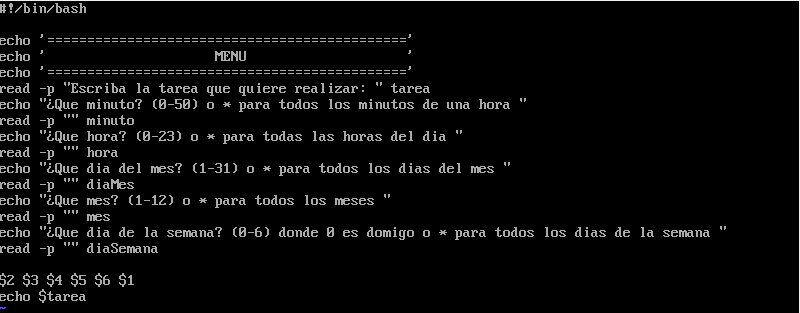 #!/bin/bash

echo '============================================='
echo '                     MENU                    '
echo '============================================='
read -p "Escriba la tarea que quiere realizar: " tarea
echo "¿Que minuto? (0-50) o * para todos los minutos de una hora "
read -p "" minuto
echo "¿Que hora? (0-23) o * para todas las horas del dia "
read -p "" hora
echo "¿Que dia del mes? (1-31) o * para todos los dias del mes "
read -p "" diaMes
echo "¿Que mes? (1-12) o * para todos los meses "
read -p "" mes
echo "¿Que dia de la semana? (0-6) donde 0 es domigo o * para todos los dias de la semana "
read -p "" diaSemana

$2 $3 $4 $5 $6 $1
echo $tarea
~